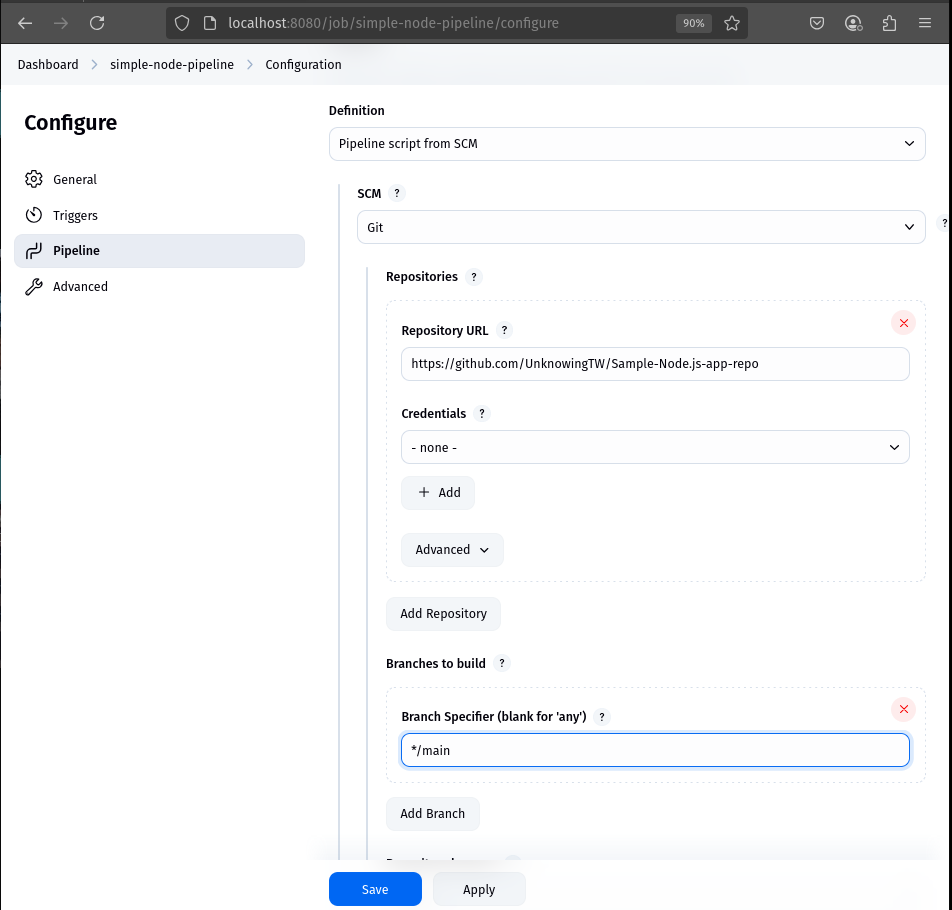 localhost:8080/job/simple-node-pipeline/configure
90%
Dashboard
simple-node-pipeline
Configuration
Configure
General
Triggers
Pipeline
Advanced
Definition
Pipeline script from SCM
SCM ?
Git
?
Repositories ?
Repository URL ?
https://github.com/UnknowingTW/Sample-Node.js-app-repo
Credentials ?
- none -
+ Add
Advanced
Add Repository
Branches to build ?
Branch Specifier (blank for 'any') ?
*/main
Add Branch
Save
Apply